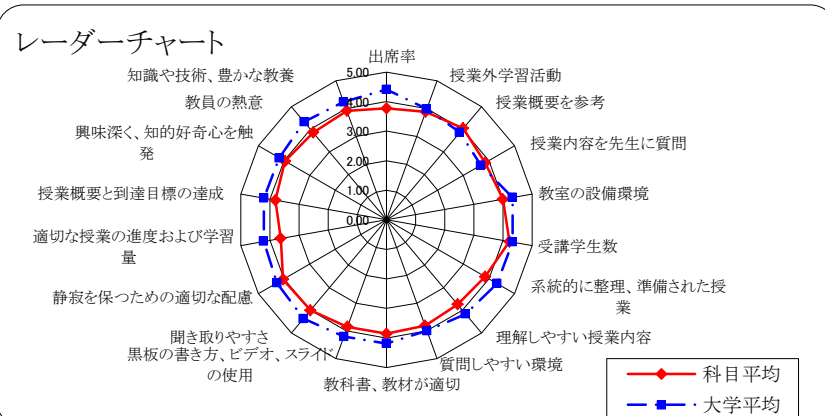 レーダーチャート
出席率
授業外学習活動
授業概要を参考
授業内容を先生に質問
教室の設備環境
受講学生数
系統的に整理、準備された授
業
理解しやすい授業内容
質問しやすい環境
教科書、教材が適切
黒板の書き方、ビデオ、スライド
の使用
聞き取りやすさ
静寂を保つための適切な配慮
適切な授業の進度および学習
量
授業概要と到達目標の達成
興味深く、知的好奇心を触
発
教員の熱意
知識や技術、豊かな教養
5.00
4.00
3.00
2.00
1.00
0.00
科目平均
大学平均